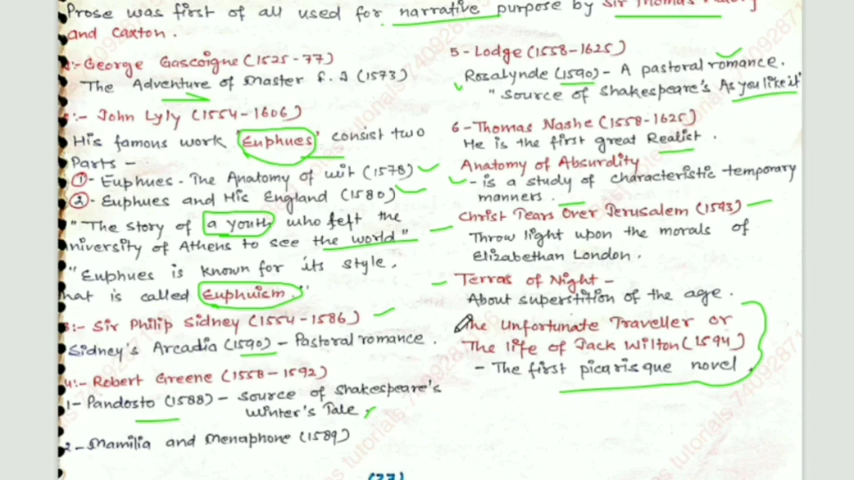 Prose was first of all used for narrative purpose by Sir Thomas
and Caxton.
George Gascoigne (1525-77)
The Adventure of Master F. J (1573)
:- John Lyly (1554-1606)
His famous work 'Euphues' consist two
Parts -
① - Euphues - The Anatomy of wit (1578)
② - Euphues and His England (1580)
"The story of a youth who felt the
niversity of Athens to see the world"
"Euphues is known for its style.
hat is called Euphuism."
3:- Sir Philip Sidney (1554-1586)
Sidney's Arcadia (1590) - Pastoral romance.
4:- Robert Greene (1558-1592)
1- Pandosto (1588) - source of Shakespeare's
Winter's Tale
2- Mamilia and Menaphone (1589)
5 - Lodge (1558-1625)
Rosalynde (1590) - A pastoral romance.
"Source of Shakespeare's As you like it"
6 - Thomas Nashe (1558-1625)
He is the first great Realist.
Anatomy of Absurdity
- is a study of characteristic temporary
manners.
Christ Tears Over Jerusalem (1593)
Throw light upon the morals of
Elizabethan London.
Terras of Night -
About superstition of the age.
The Unfortunate Traveller or
The life of Jack Wilton (1594)
- The first picarisque novel.
(27)